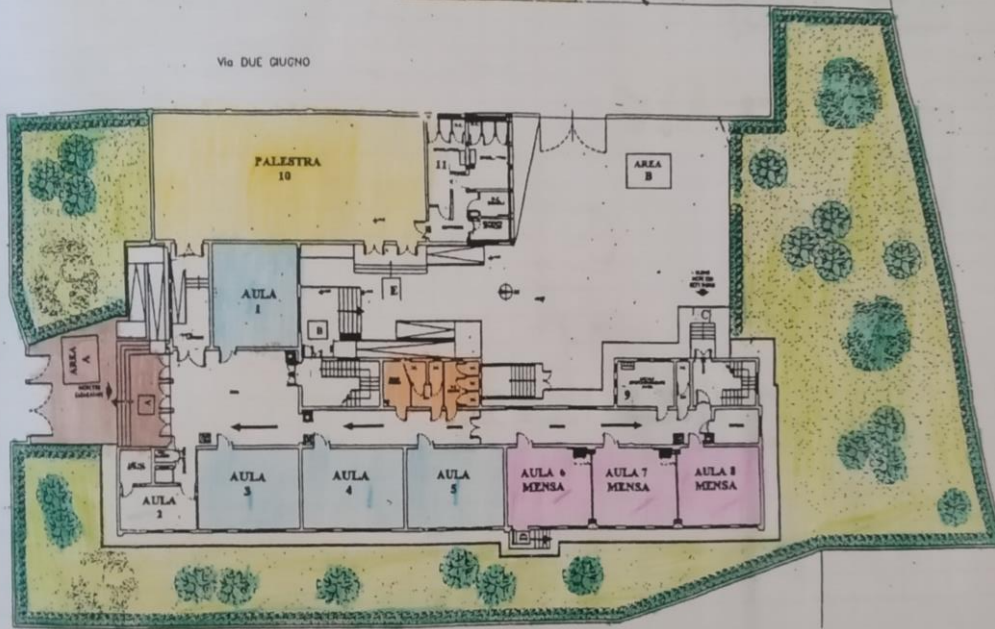 Via DUE GIUGNO
PALESTRA
10
11
AREA
B
AULA
1
E
B
AREA
A
A
9
AULA
2
AULA
3
AULA
4
AULA
5
AULA 6
MENSA
AULA 7
MENSA
AULA 8
MENSA
D